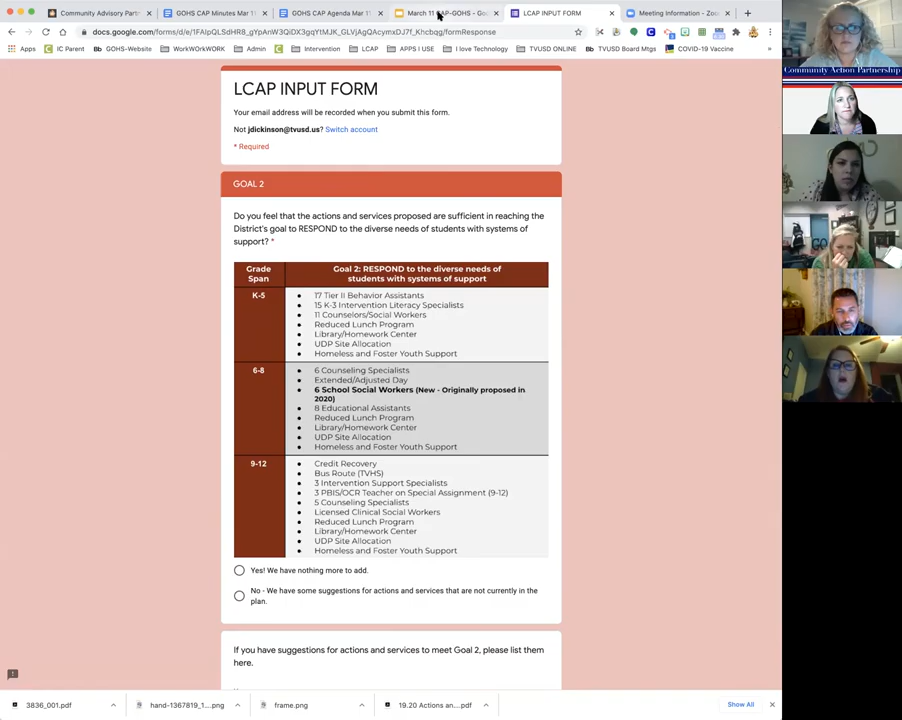 Community Advisory Partn
GOHS CAP Minutes Mar 1
GOHS CAP Agenda Mar 1
March 11 CAP-GOHS - Go
LCAP INPUT FORM
Meeting Information - Zoo
docs.google.com/forms/d/e/
/formResponse
Apps
IC Parent
GOHS-Website
WorkWOrkWORK
Admin
Intervention
LCAP
APPS I USE
I love Technology
TVUSD ONLINE
TVUSD Board Mtgs
COVID-19 Vaccine
Community Action Partnership
LCAP INPUT FORM
Your email address will be recorded when you submit this form.
Not jdickinson@tvusd.us? Switch account
* Required
GOAL 2
Do you feel that the actions and services proposed are sufficient in reaching the
District's goal to RESPOND to the diverse needs of students with systems of
support? *
Grade
Span
Goal 2: RESPOND to the diverse needs of
students with systems of support
K-5
17 Tier II Behavior Assistants
15 K-3 Intervention Literacy Specialists
11 Counselors/Social Workers
Reduced Lunch Program
Library/Homework Center
UDP Site Allocation
Homeless and Foster Youth Support
6-8
6 Counseling Specialists
Extended/Adjusted Day
6 School Social Workers (New - Originally proposed in
2020)
8 Educational Assistants
Reduced Lunch Program
Library/Homework Center
UDP Site Allocation
Homeless and Foster Youth Support
9-12
Credit Recovery
Bus Route (TVHS)
3 Intervention Support Specialists
3 PBIS/OCR Teacher on Special Assignment (9-12)
5 Counseling Specialists
Licensed Clinical Social Workers
Reduced Lunch Program
Library/Homework Center
UDP Site Allocation
Homeless and Foster Youth Support
Yes! We have nothing more to add.
No - We have some suggestions for actions and services that are not currently in the
plan.
If you have suggestions for actions and services to meet Goal 2, please list them
here.
3836_001.pdf
hand-1367819_1....png
frame.png
19.20 Actions an....pdf
Show All